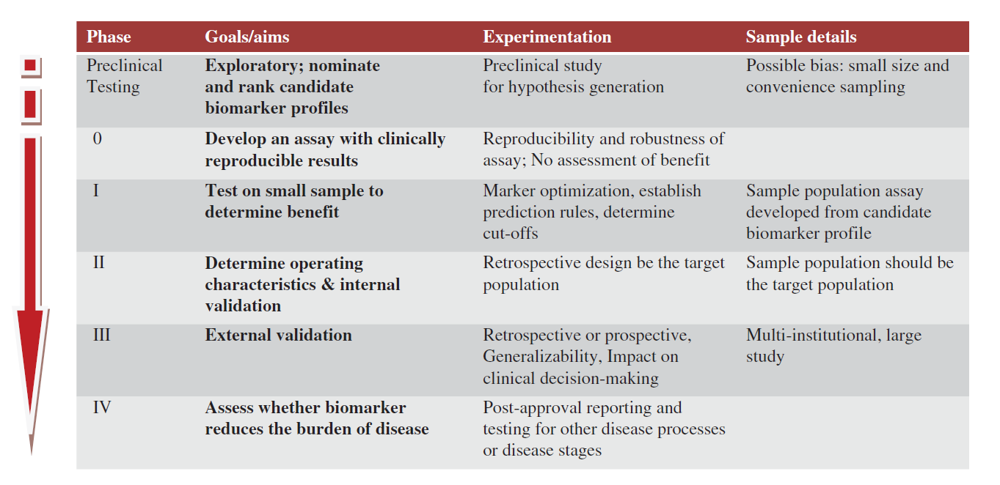 Phase Goals/aims Experimentation Sample details
Preclinical Exploratory; nominate Preclinical study Possible bias: small size and
Testing and rank candidate for hypothesis generation convenience sampling
biomarker profiles
0 Develop an assay with clinically Reproducibility and robustness of
reproducible results assay; No assessment of benefit
I Test on small sample to Marker optimization, establish Sample population assay
determine benefit prediction rules, determine developed from candidate
cut-offs biomarker profile
II Determine operating Retrospective design be the target Sample population should be
characteristics & internal population the target population
validation
III External validation Retrospective or prospective, Multi-institutional, large
Generalizability, Impact on study
clinical decision-making
IV Assess whether biomarker Post-approval reporting and
reduces the burden of disease testing for other disease processes
or disease stages